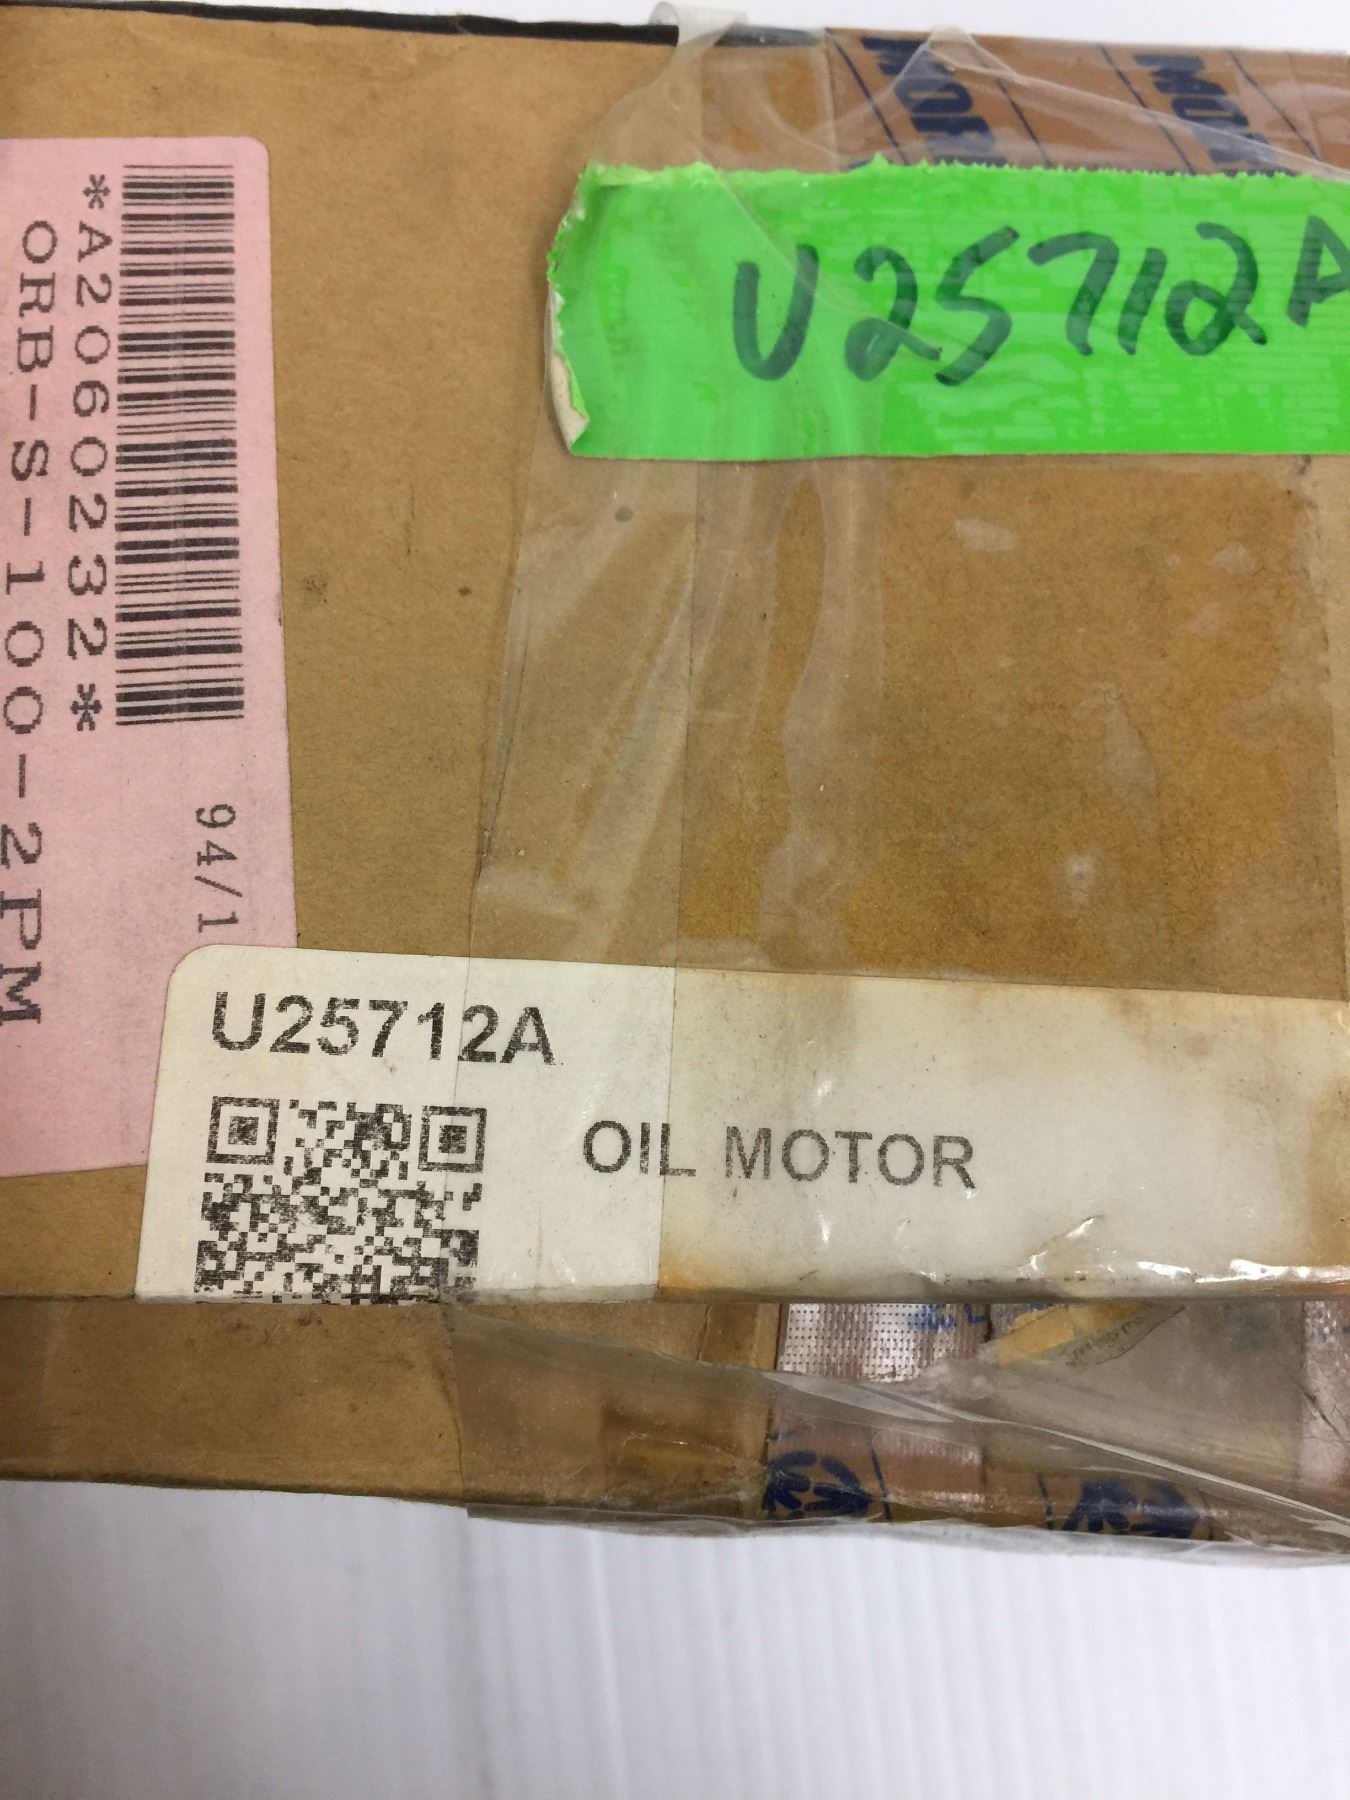 U25712A
*A2060232*
ORB-S-100-2PM
94/1
U25712A
OIL MOTOR